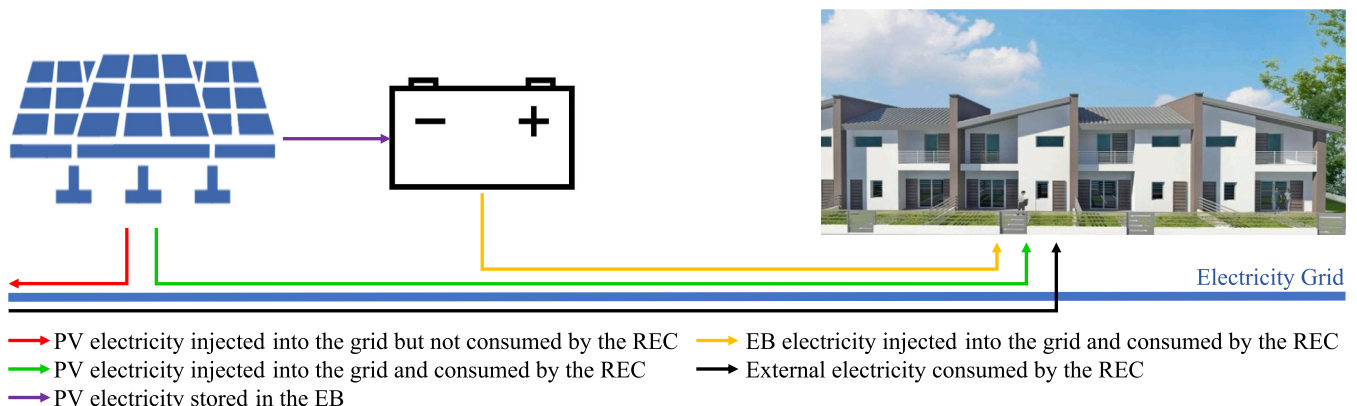 Electricity Grid
PV electricity injected into the grid but not consumed by the REC
EB electricity injected into the grid and consumed by the REC
PV electricity injected into the grid and consumed by the REC
External electricity consumed by the REC
PV electricity stored in the EB